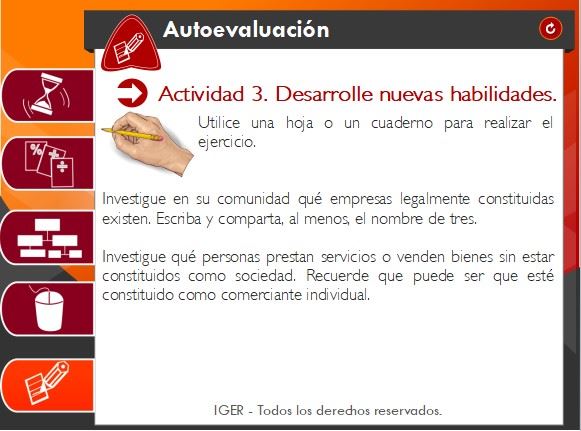 Autoevaluación
Actividad 3. Desarrolle nuevas habilidades.
Utilice una hoja o un cuaderno para realizar el
ejercicio.
Investigue en su comunidad qué empresas legalmente constituidas
existen. Escriba y comparta, al menos, el nombre de tres.
Investigue qué personas prestan servicios o venden bienes sin estar
constituidos como sociedad. Recuerde que puede ser que esté
constituido como comerciante individual.
IGER - Todos los derechos reservados.